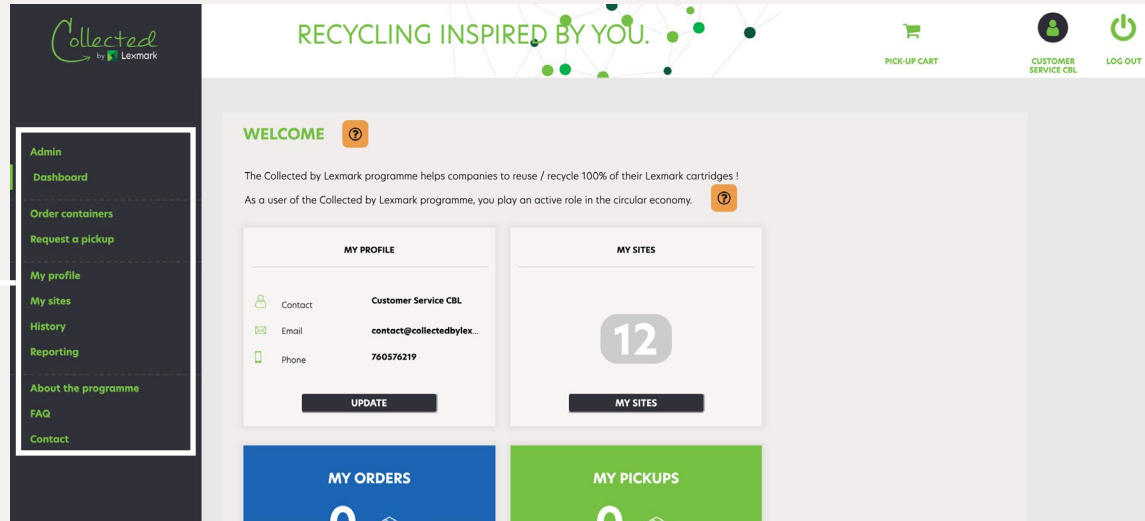 Collected
by Lexmark
RECYCLING INSPIRED BY YOU.
PICK-UP CART
CUSTOMER
SERVICE CBL
LOG OUT
Admin
Dashboard
Order containers
Request a pickup
My profile
My sites
History
Reporting
About the programme
FAQ
Contact
WELCOME ?
The Collected by Lexmark programme helps companies to reuse / recycle 100% of their Lexmark cartridges !
As a user of the Collected by Lexmark programme, you play an active role in the circular economy. ?
MY PROFILE
Contact Customer Service CBL
Email contact@collectedbylex...
Phone 760576219
UPDATE
MY SITES
12
MY SITES
MY ORDERS
MY PICKUPS